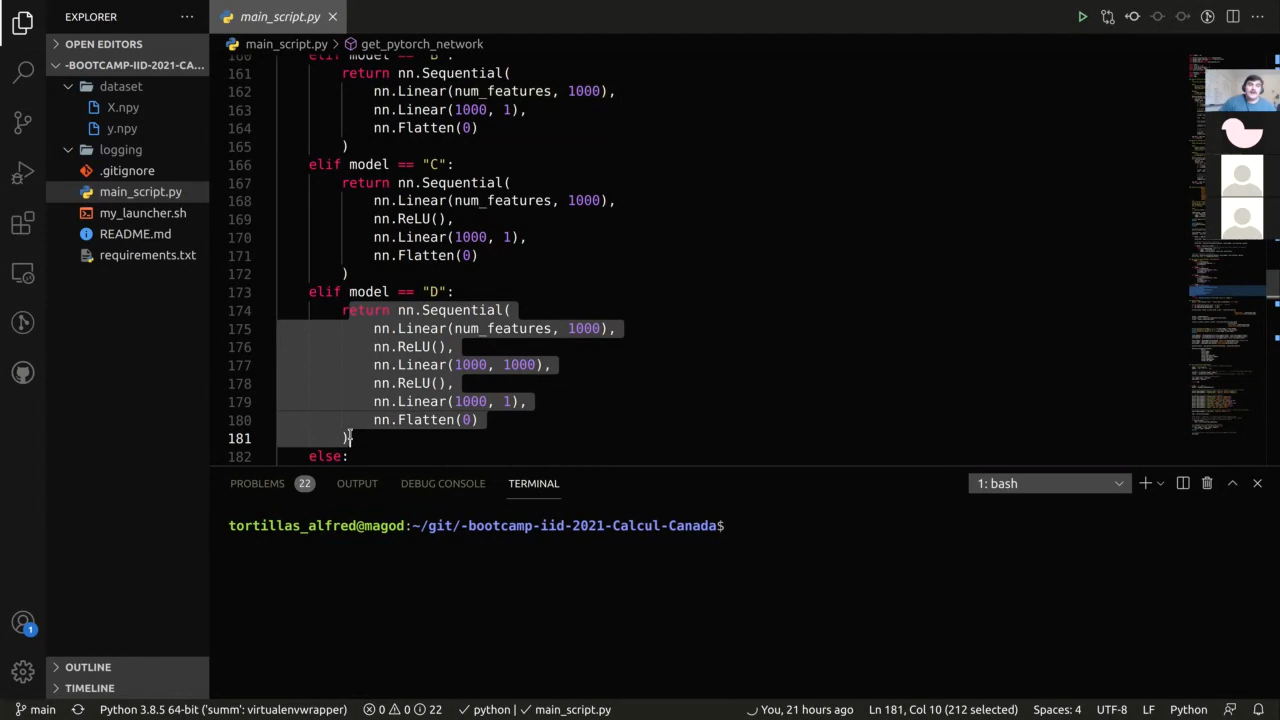 EXPLORER
main_script.py
OPEN EDITORS
main_script.py
get_pytorch_network
-BOOTCAMP-IID-2021-CA...
dataset
X.npy
y.npy
logging
.gitignore
main_script.py
my_launcher.sh
README.md
requirements.txt
OUTLINE
TIMELINE
160 elif model == "B":
161 return nn.Sequential(
162 nn.Linear(num_features, 1000),
163 nn.Linear(1000, 1),
164 nn.Flatten(0)
165 )
166 elif model == "C":
167 return nn.Sequential(
168 nn.Linear(num_features, 1000),
169 nn.ReLU(),
170 nn.Linear(1000, 1),
171 nn.Flatten(0)
172 )
173 elif model == "D":
174 return nn.Sequential(
175 nn.Linear(num_features, 1000),
176 nn.ReLU(),
177 nn.Linear(1000, 1000),
178 nn.ReLU(),
179 nn.Linear(1000, 1),
180 nn.Flatten(0)
181 )
182 else:
PROBLEMS 22 OUTPUT DEBUG CONSOLE TERMINAL 1: bash
tortillas_alfred@magod:~/git/-bootcamp-iid-2021-Calcul-Canada$
1
main Python 3.8.5 64-bit ('summ': virtualenvwrapper) 0 0 22 python | main_script.py You, 21 hours ago Ln 181, Col 10 (212 selected) Spaces: 4 UTF-8 LF Python